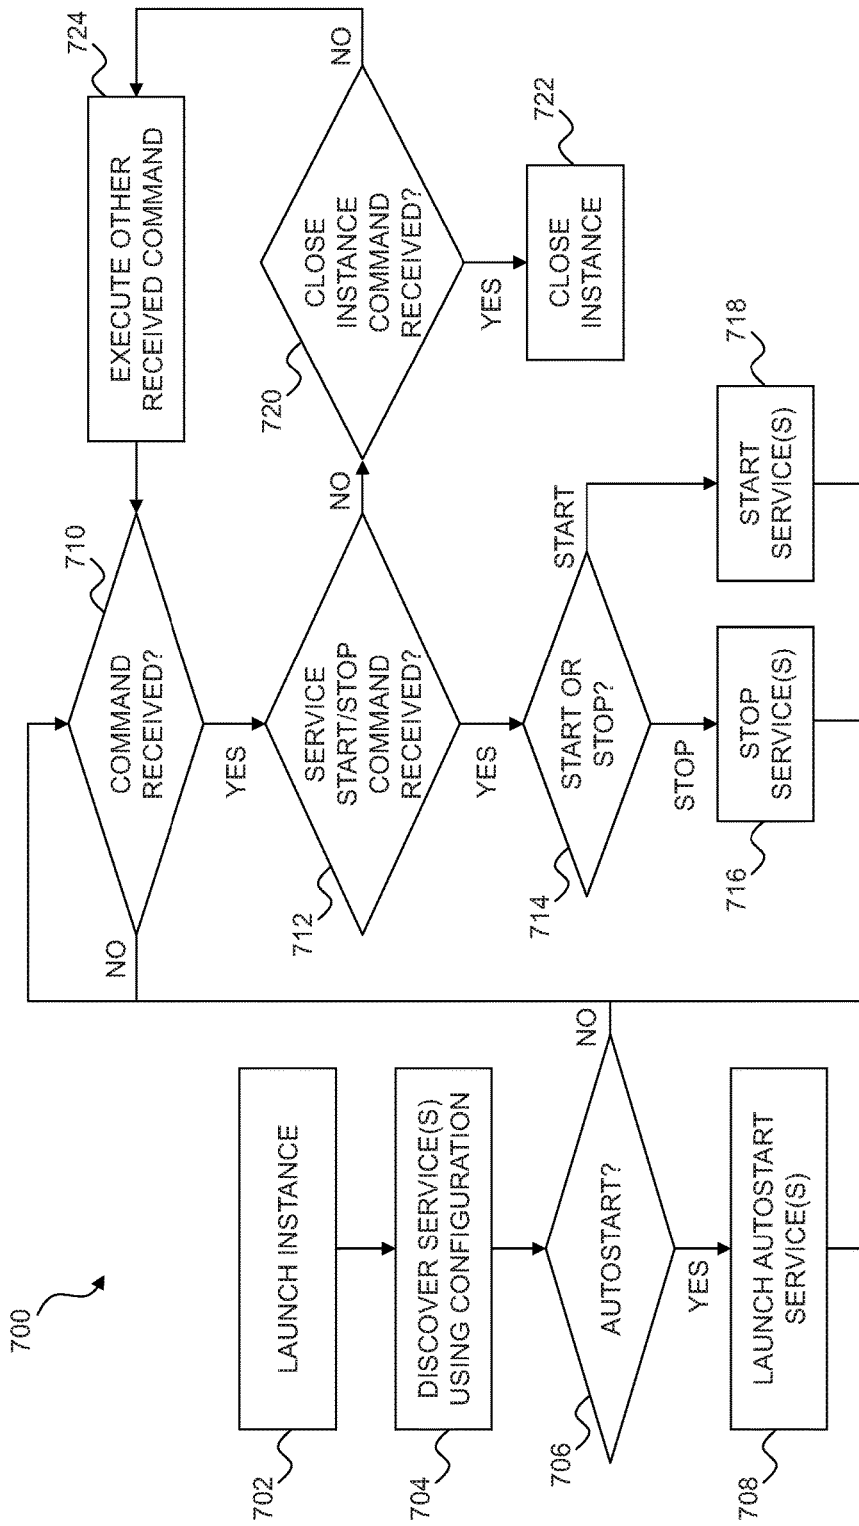 700
702
LAUNCH INSTANCE
704
DISCOVER SERVICE(S)
USING CONFIGURATION
706
AUTOSTART?
NO
YES
708
LAUNCH AUTOSTART
SERVICE(S)
710
COMMAND
RECEIVED?
NO
YES
712
SERVICE
START/STOP
COMMAND
RECEIVED?
NO
YES
714
START OR
STOP?
START
STOP
716
STOP
SERVICE(S)
718
START
SERVICE(S)
720
CLOSE
INSTANCE
COMMAND
RECEIVED?
NO
YES
722
CLOSE
INSTANCE
724
EXECUTE OTHER
RECEIVED COMMAND